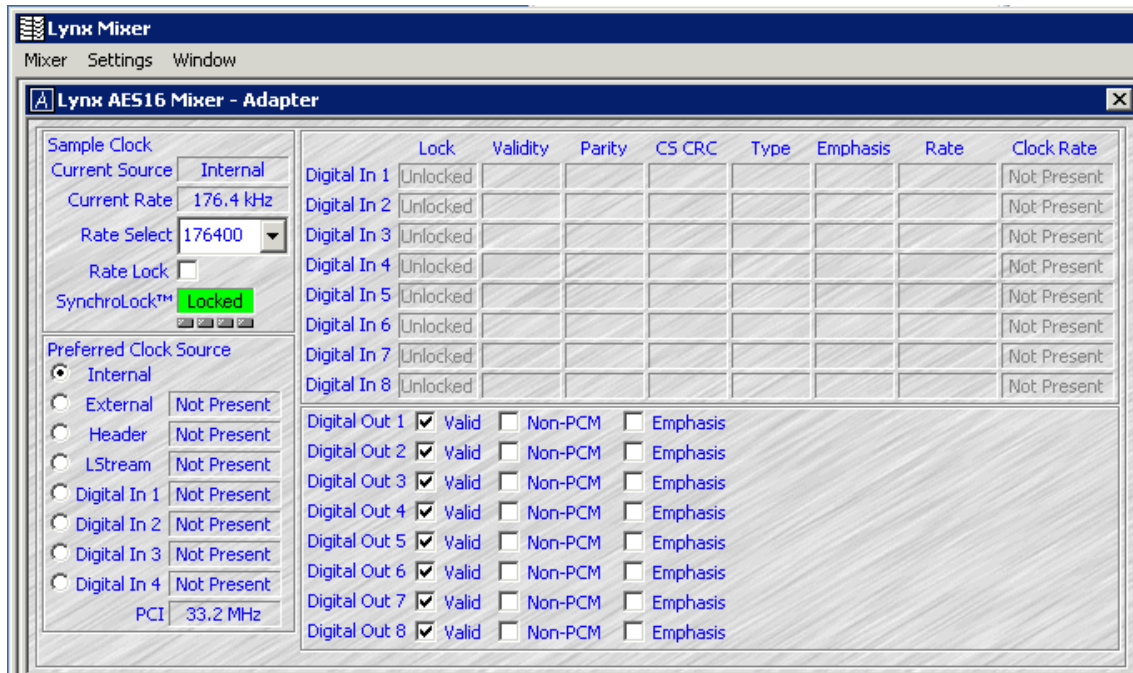 Lynx Mixer
Mixer Settings Window
Lynx AES16 Mixer - Adapter
Sample Clock
Current Source Internal
Current Rate 176.4 kHz
Rate Select 176400
Rate Lock
SynchroLock™ Locked
Preferred Clock Source
Internal
External Not Present
Header Not Present
LStream Not Present
Digital In 1 Not Present
Digital In 2 Not Present
Digital In 3 Not Present
Digital In 4 Not Present
PCI 33.2 MHz
Lock Validity Parity CS CRC Type Emphasis Rate Clock Rate
Digital In 1 Unlocked Not Present
Digital In 2 Unlocked Not Present
Digital In 3 Unlocked Not Present
Digital In 4 Unlocked Not Present
Digital In 5 Unlocked Not Present
Digital In 6 Unlocked Not Present
Digital In 7 Unlocked Not Present
Digital In 8 Unlocked Not Present
Digital Out 1 Valid Non-PCM Emphasis
Digital Out 2 Valid Non-PCM Emphasis
Digital Out 3 Valid Non-PCM Emphasis
Digital Out 4 Valid Non-PCM Emphasis
Digital Out 5 Valid Non-PCM Emphasis
Digital Out 6 Valid Non-PCM Emphasis
Digital Out 7 Valid Non-PCM Emphasis
Digital Out 8 Valid Non-PCM Emphasis